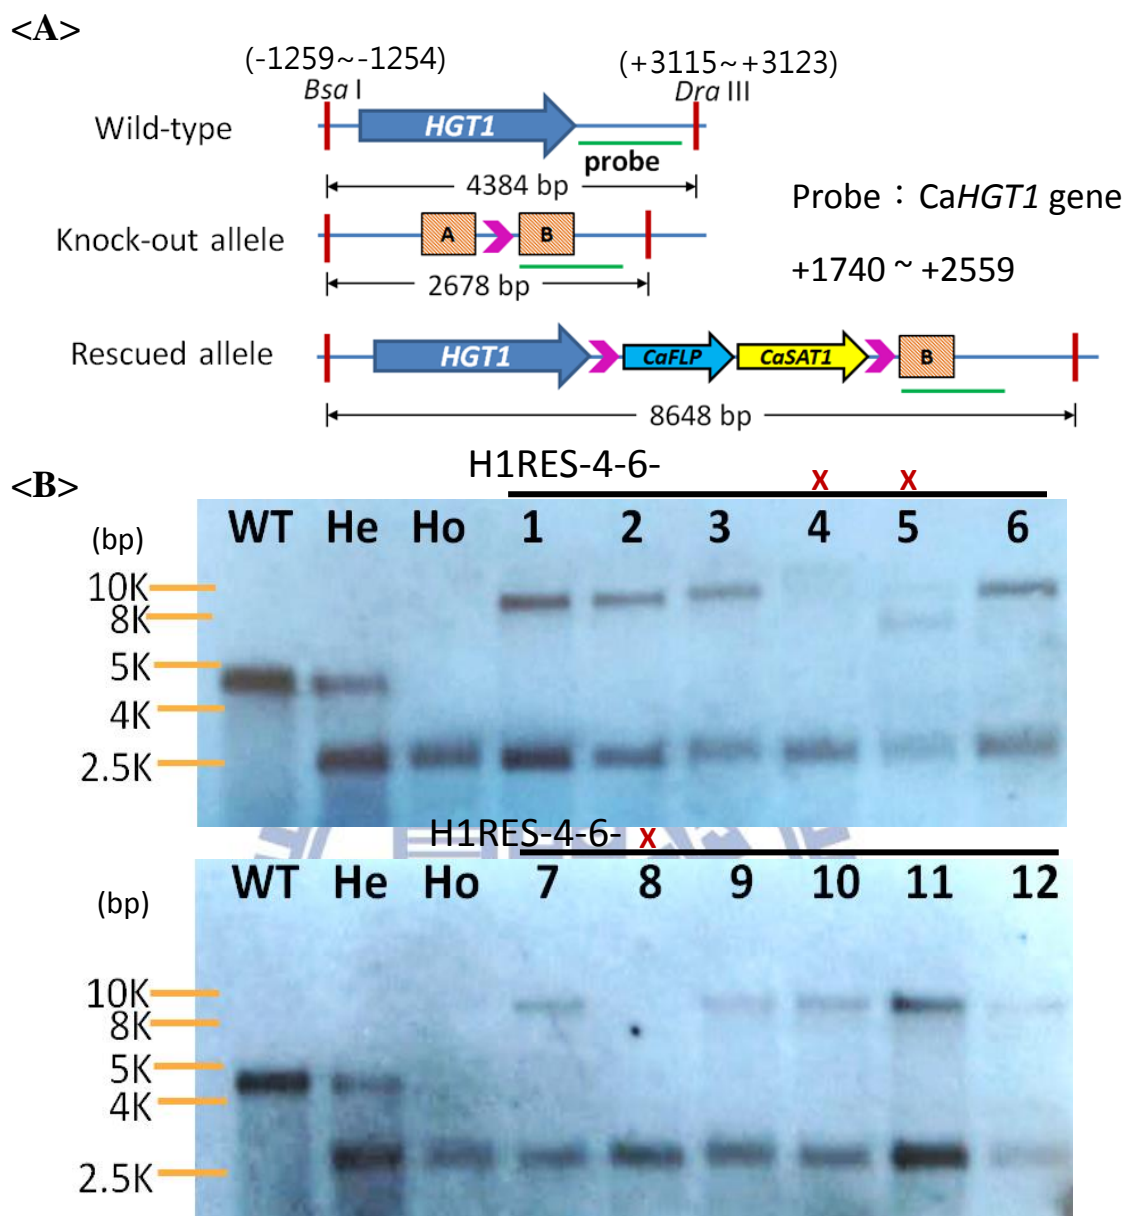 <A>
(-1259~-1254) (+3115~+3123)
Bsa I Dra III
Wild-type HGT1
probe
4384 bp
Probe：CaHGT1 gene
Knock-out allele A B
+1740 ~ +2559
2678 bp
Rescued allele HGT1 CaFLP CaSAT1 B
8648 bp
<B>
H1RES-4-6- X X
(bp) WT He Ho 1 2 3 4 5 6
10K
8K
5K
4K
2.5K
H1RES-4-6- X
(bp) WT He Ho 7 8 9 10 11 12
10K
8K
5K
4K
2.5K